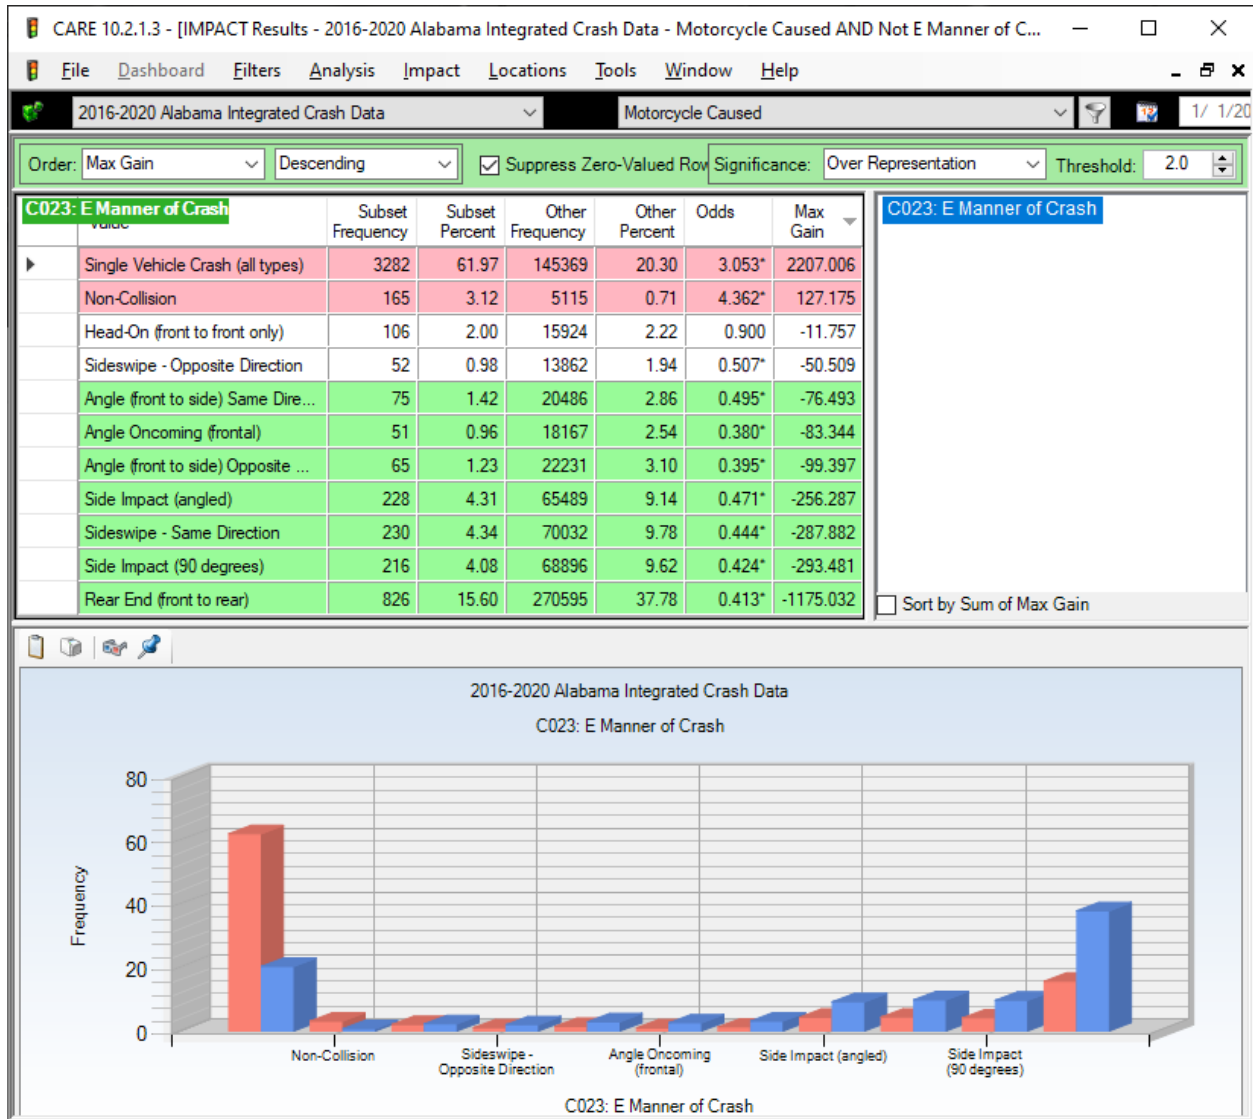 CARE 10.2.1.3 - [IMPACT Results - 2016-2020 Alabama Integrated Crash Data - Motorcycle Caused AND Not E Manner of C...
File Dashboard Filters Analysis Impact Locations Tools Window Help
2016-2020 Alabama Integrated Crash Data Motorcycle Caused 1/ 1/20
Order: Max Gain Descending Suppress Zero-Valued Row Significance: Over Representation Threshold: 2.0
C023: E Manner of Crash Subset Frequency Subset Percent Other Frequency Other Percent Odds Max Gain
Single Vehicle Crash (all types) 3282 61.97 145369 20.30 3.053* 2207.006
Non-Collision 165 3.12 5115 0.71 4.362* 127.175
Head-On (front to front only) 106 2.00 15924 2.22 0.900 -11.757
Sideswipe - Opposite Direction 52 0.98 13862 1.94 0.507* -50.509
Angle (front to side) Same Dire... 75 1.42 20486 2.86 0.495* -76.493
Angle Oncoming (frontal) 51 0.96 18167 2.54 0.380* -83.344
Angle (front to side) Opposite ... 65 1.23 22231 3.10 0.395* -99.397
Side Impact (angled) 228 4.31 65489 9.14 0.471* -256.287
Sideswipe - Same Direction 230 4.34 70032 9.78 0.444* -287.882
Side Impact (90 degrees) 216 4.08 68896 9.62 0.424* -293.481
Rear End (front to rear) 826 15.60 270595 37.78 0.413* -1175.032
C023: E Manner of Crash
Sort by Sum of Max Gain
2016-2020 Alabama Integrated Crash Data
C023: E Manner of Crash
Frequency
80
60
40
20
0
Non-Collision
Sideswipe -
Opposite Direction
Angle Oncoming
(frontal)
Side Impact (angled)
Side Impact
(90 degrees)
C023: E Manner of Crash